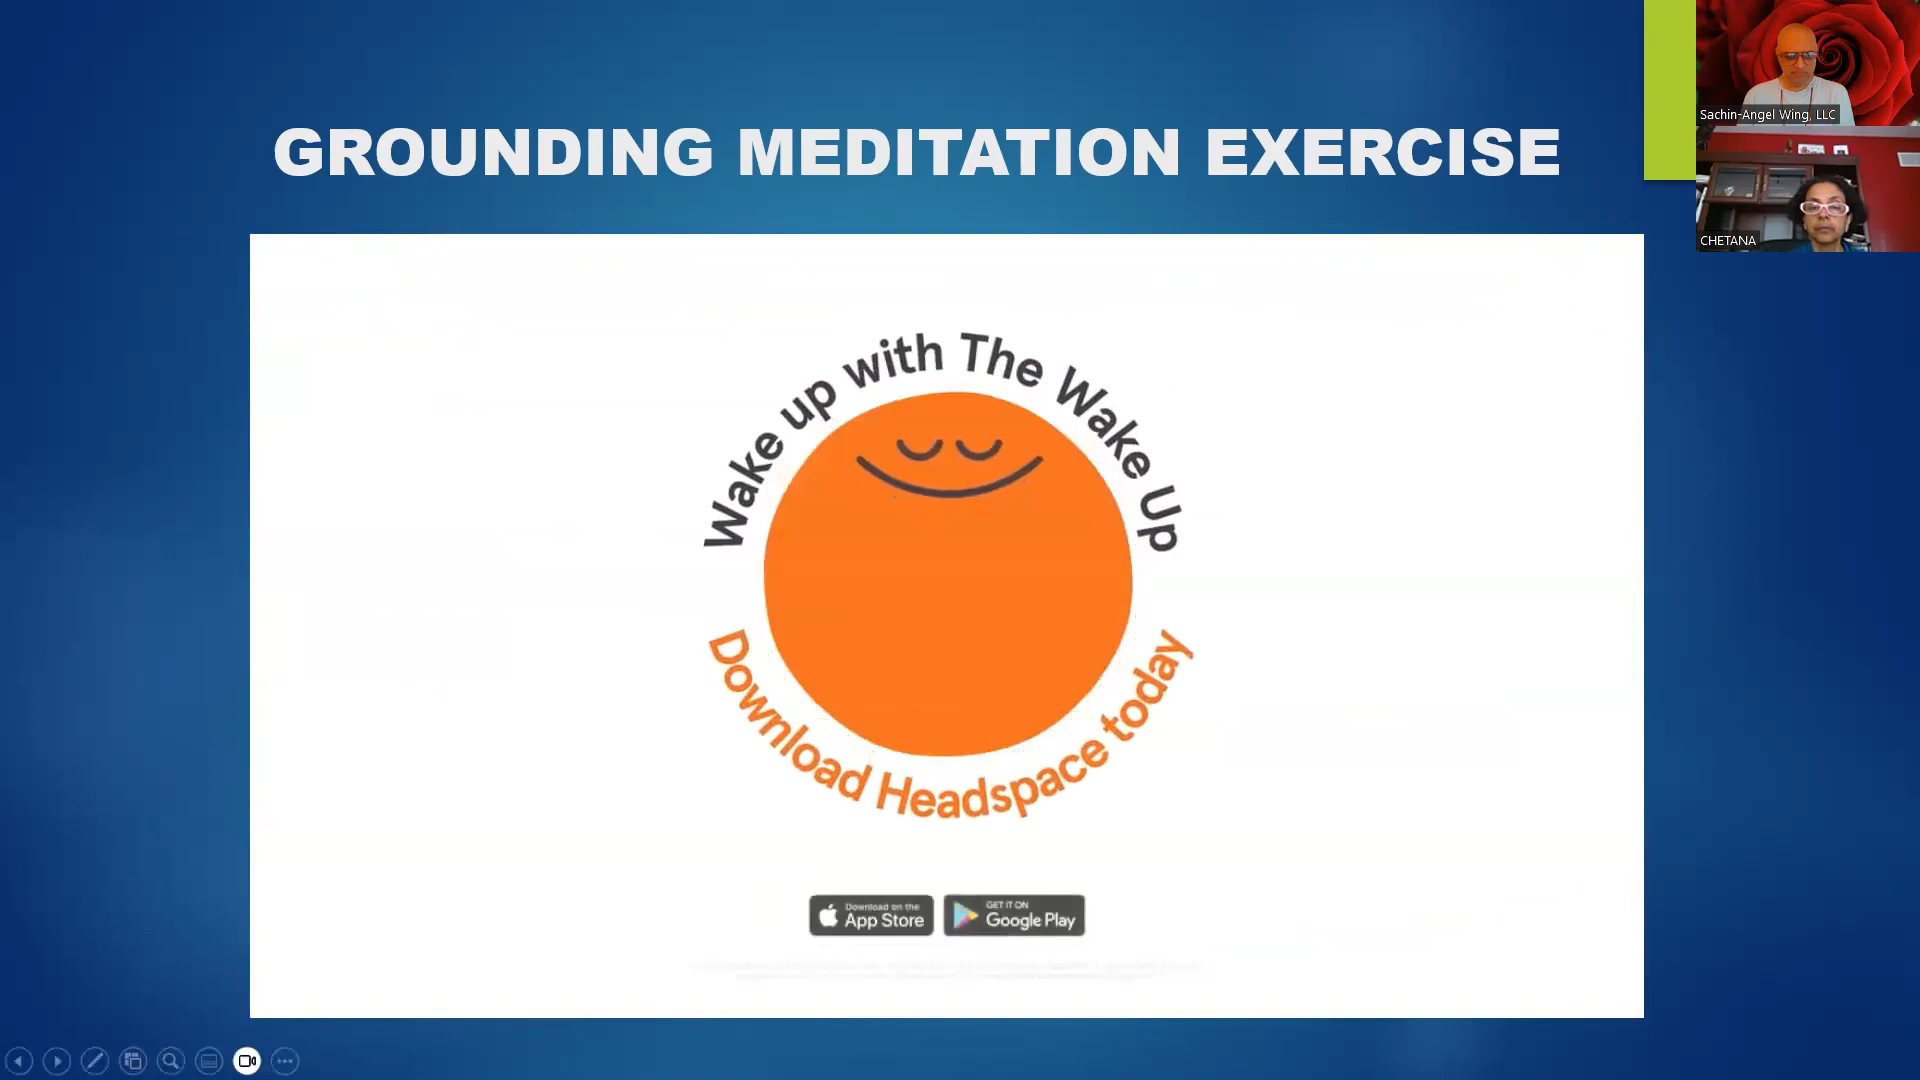 GROUNDING MEDITATION EXERCISE
Sachin-Angel Wing, LLC
CHETANA
Wake up with The Wake Up
Download Headspace today
Download on the
App Store
GET IT ON
Google Play